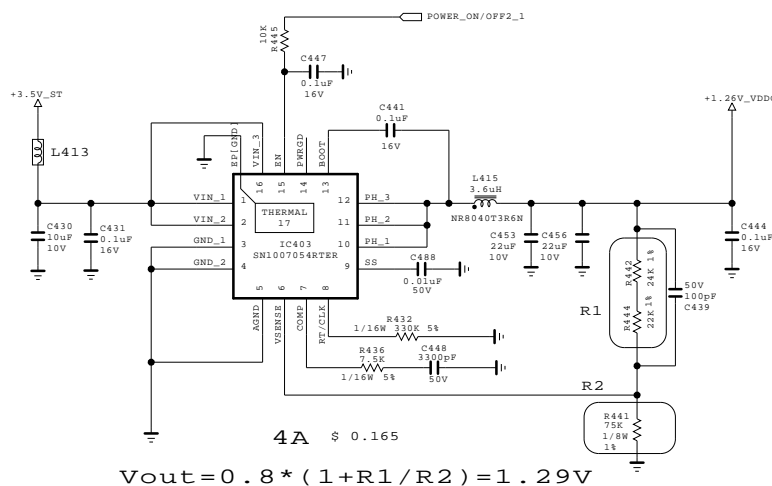 POWER_ON/OFF2_1
10K
R445
C447
0.1uF
16V
+3.5V_ST
C441
0.1uF
16V
+1.26V_VDDC
L413
EP[GND]
VIN_3
EN
PWRGD
BOOT
16
15
14
13
L415
3.6uH
NR8040T3R6N
VIN_1
1
THERMAL
17
12
PH_3
VIN_2
2
11
PH_2
GND_1
3
IC403
SN1007054RTER
10
PH_1
GND_2
4
9
SS
C430
10uF
10V
C431
0.1uF
16V
C488
0.01uF
50V
C453
22uF
10V
C456
22uF
10V
C444
0.1uF
16V
R442
24K 1%
R444
22K 1%
R1
50V
100pF
C439
5
6
7
8
AGND
VSENSE
COMP
RT/CLK
R432
1/16W 330K 5%
R436
7.5K
1/16W 5%
C448
3300pF
50V
R2
R441
75K
1/8W
1%
4A $ 0.165
Vout=0.8*(1+R1/R2)=1.29V